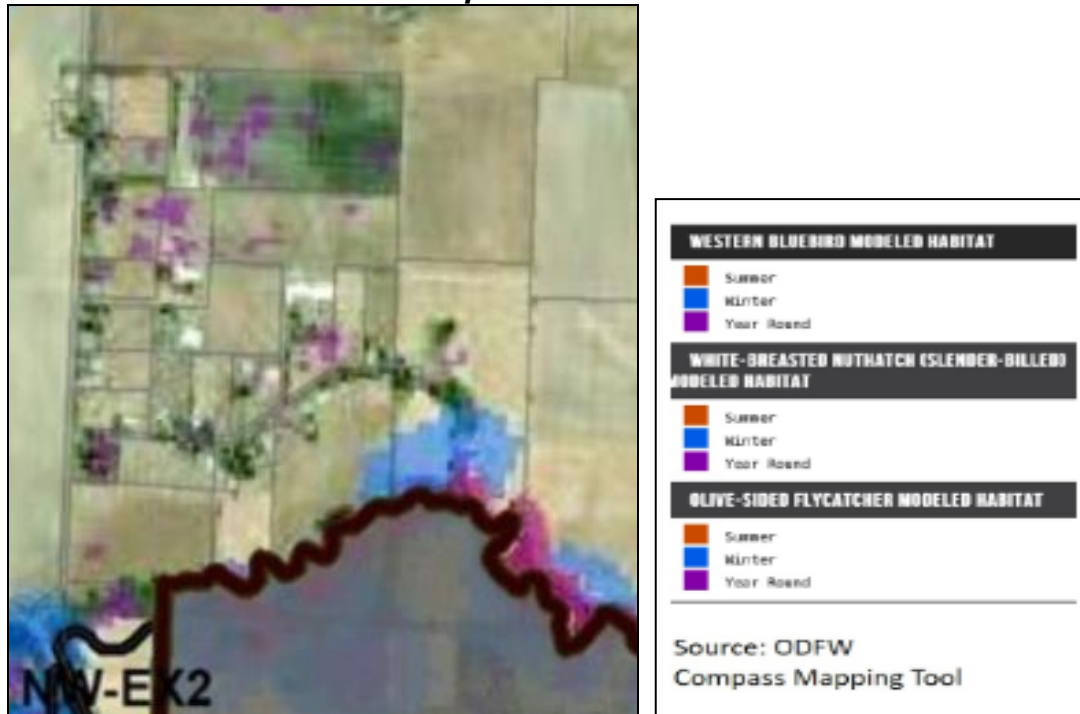 NW-EX2
WESTERN BLUEBIRD MODELED HABITAT
Summer
Winter
Year Round
WHITE-BREASTED NUTHATCH (SLENDER-BILLED)
MODELED HABITAT
Summer
Winter
Year Round
OLIVE-SIDED FLYCATCHER MODELED HABITAT
Summer
Winter
Year Round
Source: ODFW
Compass Mapping Tool